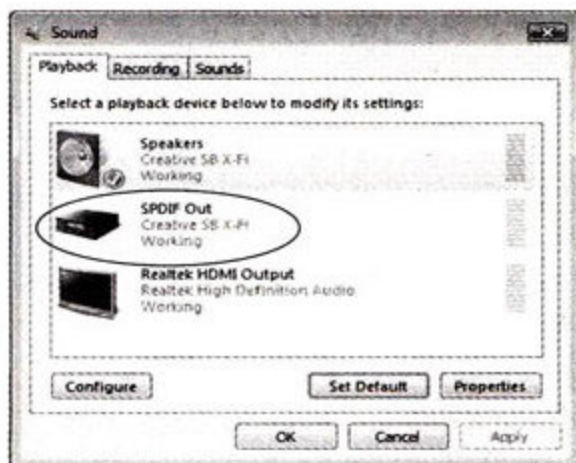 Sound
Playback Recording Sounds
Select a playback device below to modify its settings:
Speakers
Creative SB X-Fi
Working
SPDIF Out
Creative SB X-Fi
Working
Realtek HDMI Output
Realtek High Definition Audio
Working
Configure Set Default Properties
OK Cancel Apply